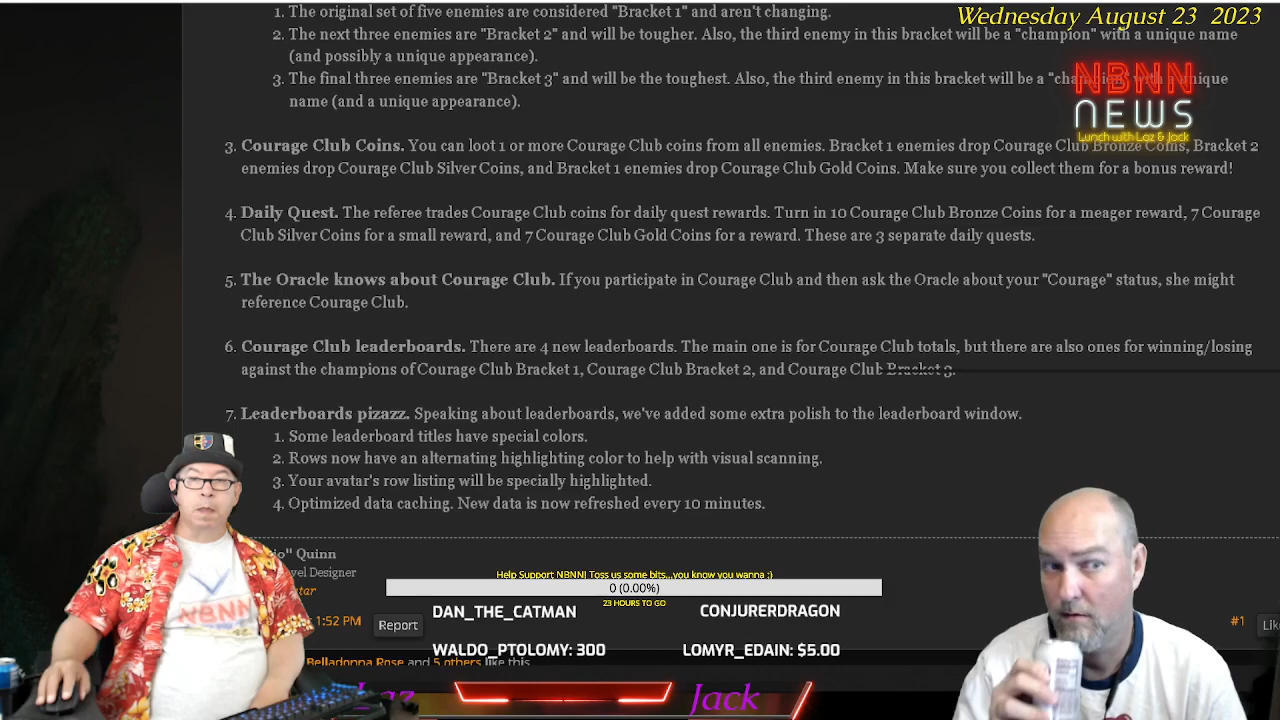 1. The original set of five enemies are considered "Bracket 1" and aren't changing.
Wednesday August 23 2023
2. The next three enemies are "Bracket 2" and will be tougher. Also, the third enemy in this bracket will be a "champion" with a unique name
(and possibly a unique appearance).
3. The final three enemies are "Bracket 3" and will be the toughest. Also, the third enemy in this bracket will be a "champion" with a unique
name (and a unique appearance).
NBNN
NEWS
Lunch with Laz & Jack
3. Courage Club Coins. You can loot 1 or more Courage Club coins from all enemies. Bracket 1 enemies drop Courage Club Bronze Coins, Bracket 2
enemies drop Courage Club Silver Coins, and Bracket 1 enemies drop Courage Club Gold Coins. Make sure you collect them for a bonus reward!
4. Daily Quest. The referee trades Courage Club coins for daily quest rewards. Turn in 10 Courage Club Bronze Coins for a meager reward, 7 Courage
Club Silver Coins for a small reward, and 7 Courage Club Gold Coins for a reward. These are 3 separate daily quests.
5. The Oracle knows about Courage Club. If you participate in Courage Club and then ask the Oracle about your "Courage" status, she might
reference Courage Club.
6. Courage Club leaderboards. There are 4 new leaderboards. The main one is for Courage Club totals, but there are also ones for winning/losing
against the champions of Courage Club Bracket 1, Courage Club Bracket 2, and Courage Club Bracket 3.
7. Leaderboards pizazz. Speaking about leaderboards, we've added some extra polish to the leaderboard window.
1. Some leaderboard titles have special colors.
2. Rows now have an alternating highlighting color to help with visual scanning.
3. Your avatar's row listing will be specially highlighted.
4. Optimized data caching. New data is now refreshed every 10 minutes.
io" Quinn
vel Designer
tar
1:52 PM
Report
#1
Lik
Help Support NBNN! Toss us some bits...you know you wanna :)
0 (0.00%)
23 HOURS TO GO
DAN_THE_CATMAN CONJURERDRAGON
WALDO_PTOLOMY: 300 LOMYR_EDAIN: $5.00
Belladonna Rose and 5 others like this
NBNN
Laz
Jack